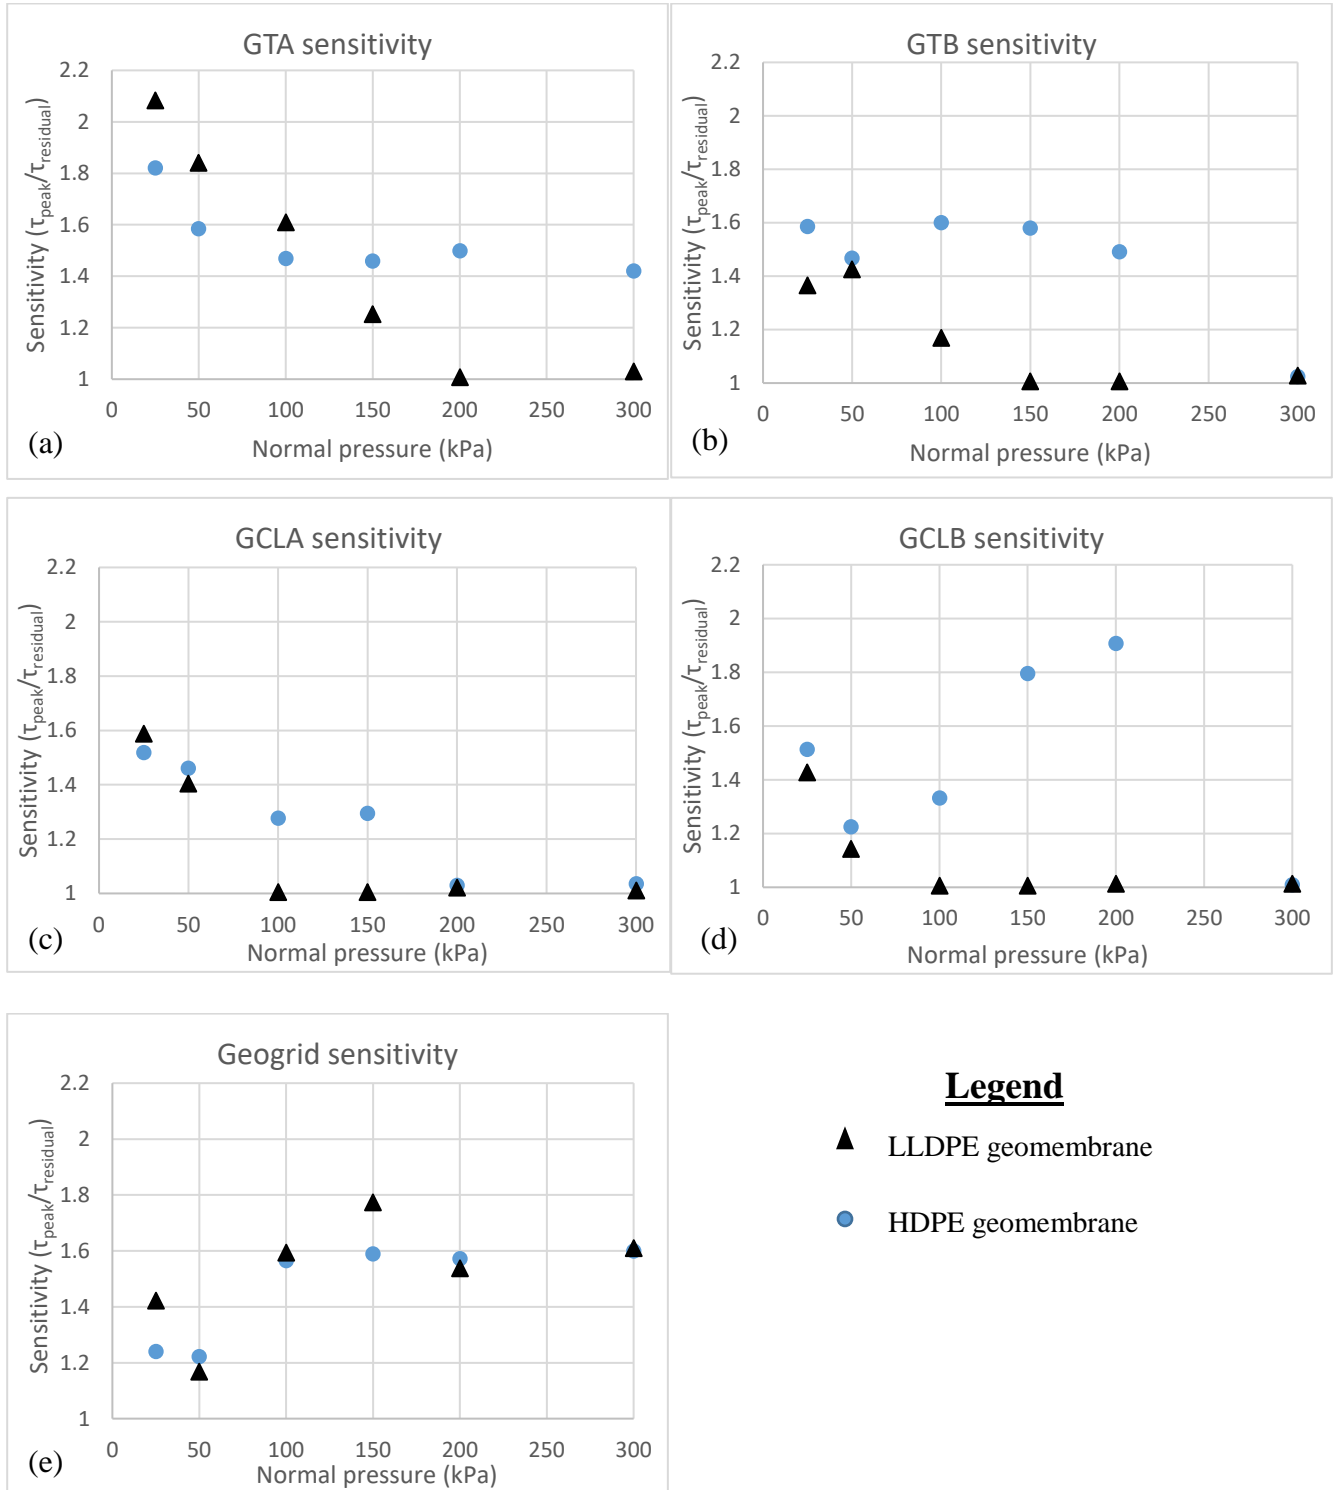 GTA sensitivity
Sensitivity (τpeak/τresidual)
2.2
2
1.8
1.6
1.4
1.2
1
0 50 100 150 200 250 300
Normal pressure (kPa)
(a)
GTB sensitivity
Sensitivity (τpeak/τresidual)
2.2
2
1.8
1.6
1.4
1.2
1
0 50 100 150 200 250 300
Normal pressure (kPa)
(b)
GCLA sensitivity
Sensitivity (τpeak/τresidual)
2.2
2
1.8
1.6
1.4
1.2
1
0 50 100 150 200 250 300
Normal pressure (kPa)
(c)
GCLB sensitivity
Sensitivity (τpeak/τresidual)
2.2
2
1.8
1.6
1.4
1.2
1
0 50 100 150 200 250 300
Normal pressure (kPa)
(d)
Geogrid sensitivity
Sensitivity (τpeak/τresidual)
2.2
2
1.8
1.6
1.4
1.2
1
0 50 100 150 200 250 300
Normal pressure (kPa)
(e)
Legend
LLDPE geomembrane
HDPE geomembrane